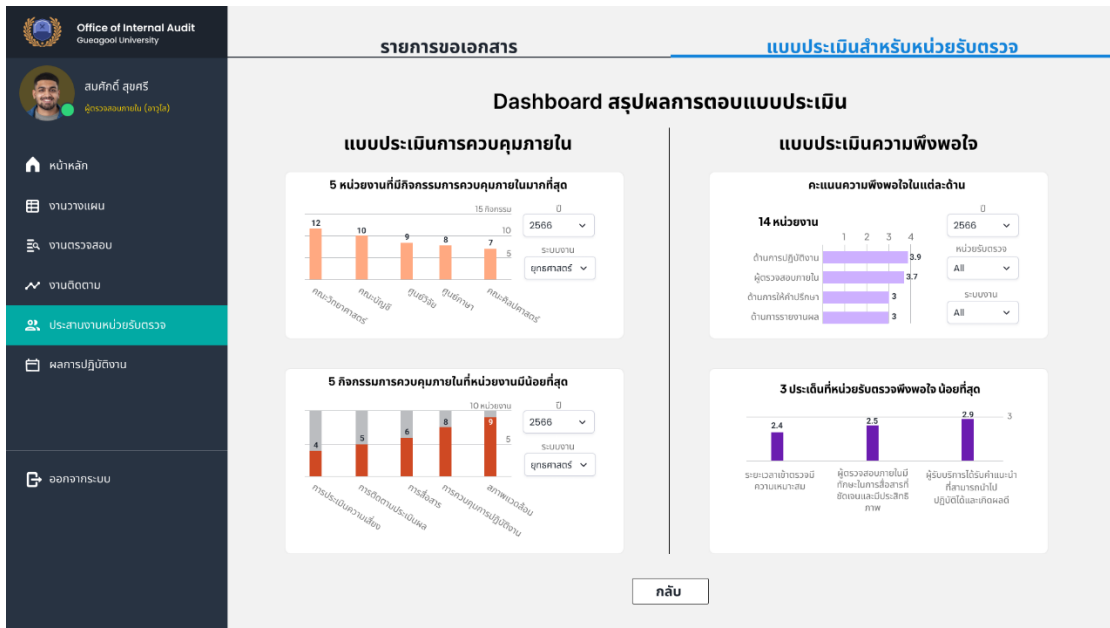 Office of Internal Audit
Gueagool University
สมศักดิ์ สุขศรี
ผู้ตรวจสอบภายใน (อาวุโส)
หน้าหลัก
งานวางแผน
งานตรวจสอบ
งานติดตาม
ประสานงานหน่วยรับตรวจ
ผลการปฏิบัติงาน
ออกจากระบบ
รายการขอเอกสาร
แบบประเมินสำหรับหน่วยรับตรวจ
Dashboard สรุปผลการตอบแบบประเมิน
แบบประเมินการควบคุมภายใน
5 หน่วยงานที่มีกิจกรรมการควบคุมภายในมากที่สุด
15 กิจกรรม
10
5
12
10
9
8
7
คณะวิทยาศาสตร์
คณะบัญชี
ศูนย์วิจัย
ศูนย์ภาษา
คณะศิลปศาสตร์
ปี
2566
ระบบงาน
ยุทธศาสตร์
5 กิจกรรมการควบคุมภายในที่หน่วยงานมีน้อยที่สุด
10 หน่วยงาน
5
4
5
6
8
9
การประเมินความเสี่ยง
การติดตามประเมินผล
การสื่อสาร
การควบคุมการปฏิบัติงาน
สภาพแวดล้อม
ปี
2566
ระบบงาน
ยุทธศาสตร์
แบบประเมินความพึงพอใจ
คะแนนความพึงพอใจในแต่ละด้าน
14 หน่วยงาน
1 2 3 4
ด้านการปฏิบัติงาน 3.9
ผู้ตรวจสอบภายใน 3.7
ด้านการให้คำปรึกษา 3
ด้านการรายงานผล 3
ปี
2566
หน่วยรับตรวจ
All
ระบบงาน
All
3 ประเด็นที่หน่วยรับตรวจพึงพอใจ น้อยที่สุด
3
2.4
2.5
2.9
ระยะเวลาเข้าตรวจมี
ความเหมาะสม
ผู้ตรวจสอบภายในมี
ทักษะในการสื่อสารที่
ชัดเจนและมีประสิทธิ
ภาพ
ผู้รับบริการได้รับคำแนะนำ
ที่สามารถนำไป
ปฏิบัติได้และเกิดผลดี
กลับ